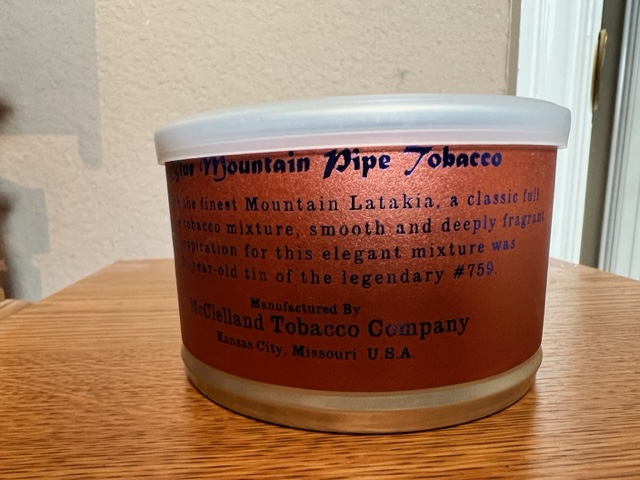 Blue Mountain Pipe Tobacco
the finest Mountain Latakia, a classic full
tobacco mixture, smooth and deeply fragrant
inspiration for this elegant mixture was
year-old tin of the legendary #759.
Manufactured By
McClelland Tobacco Company
Kansas City, Missouri U.S.A.